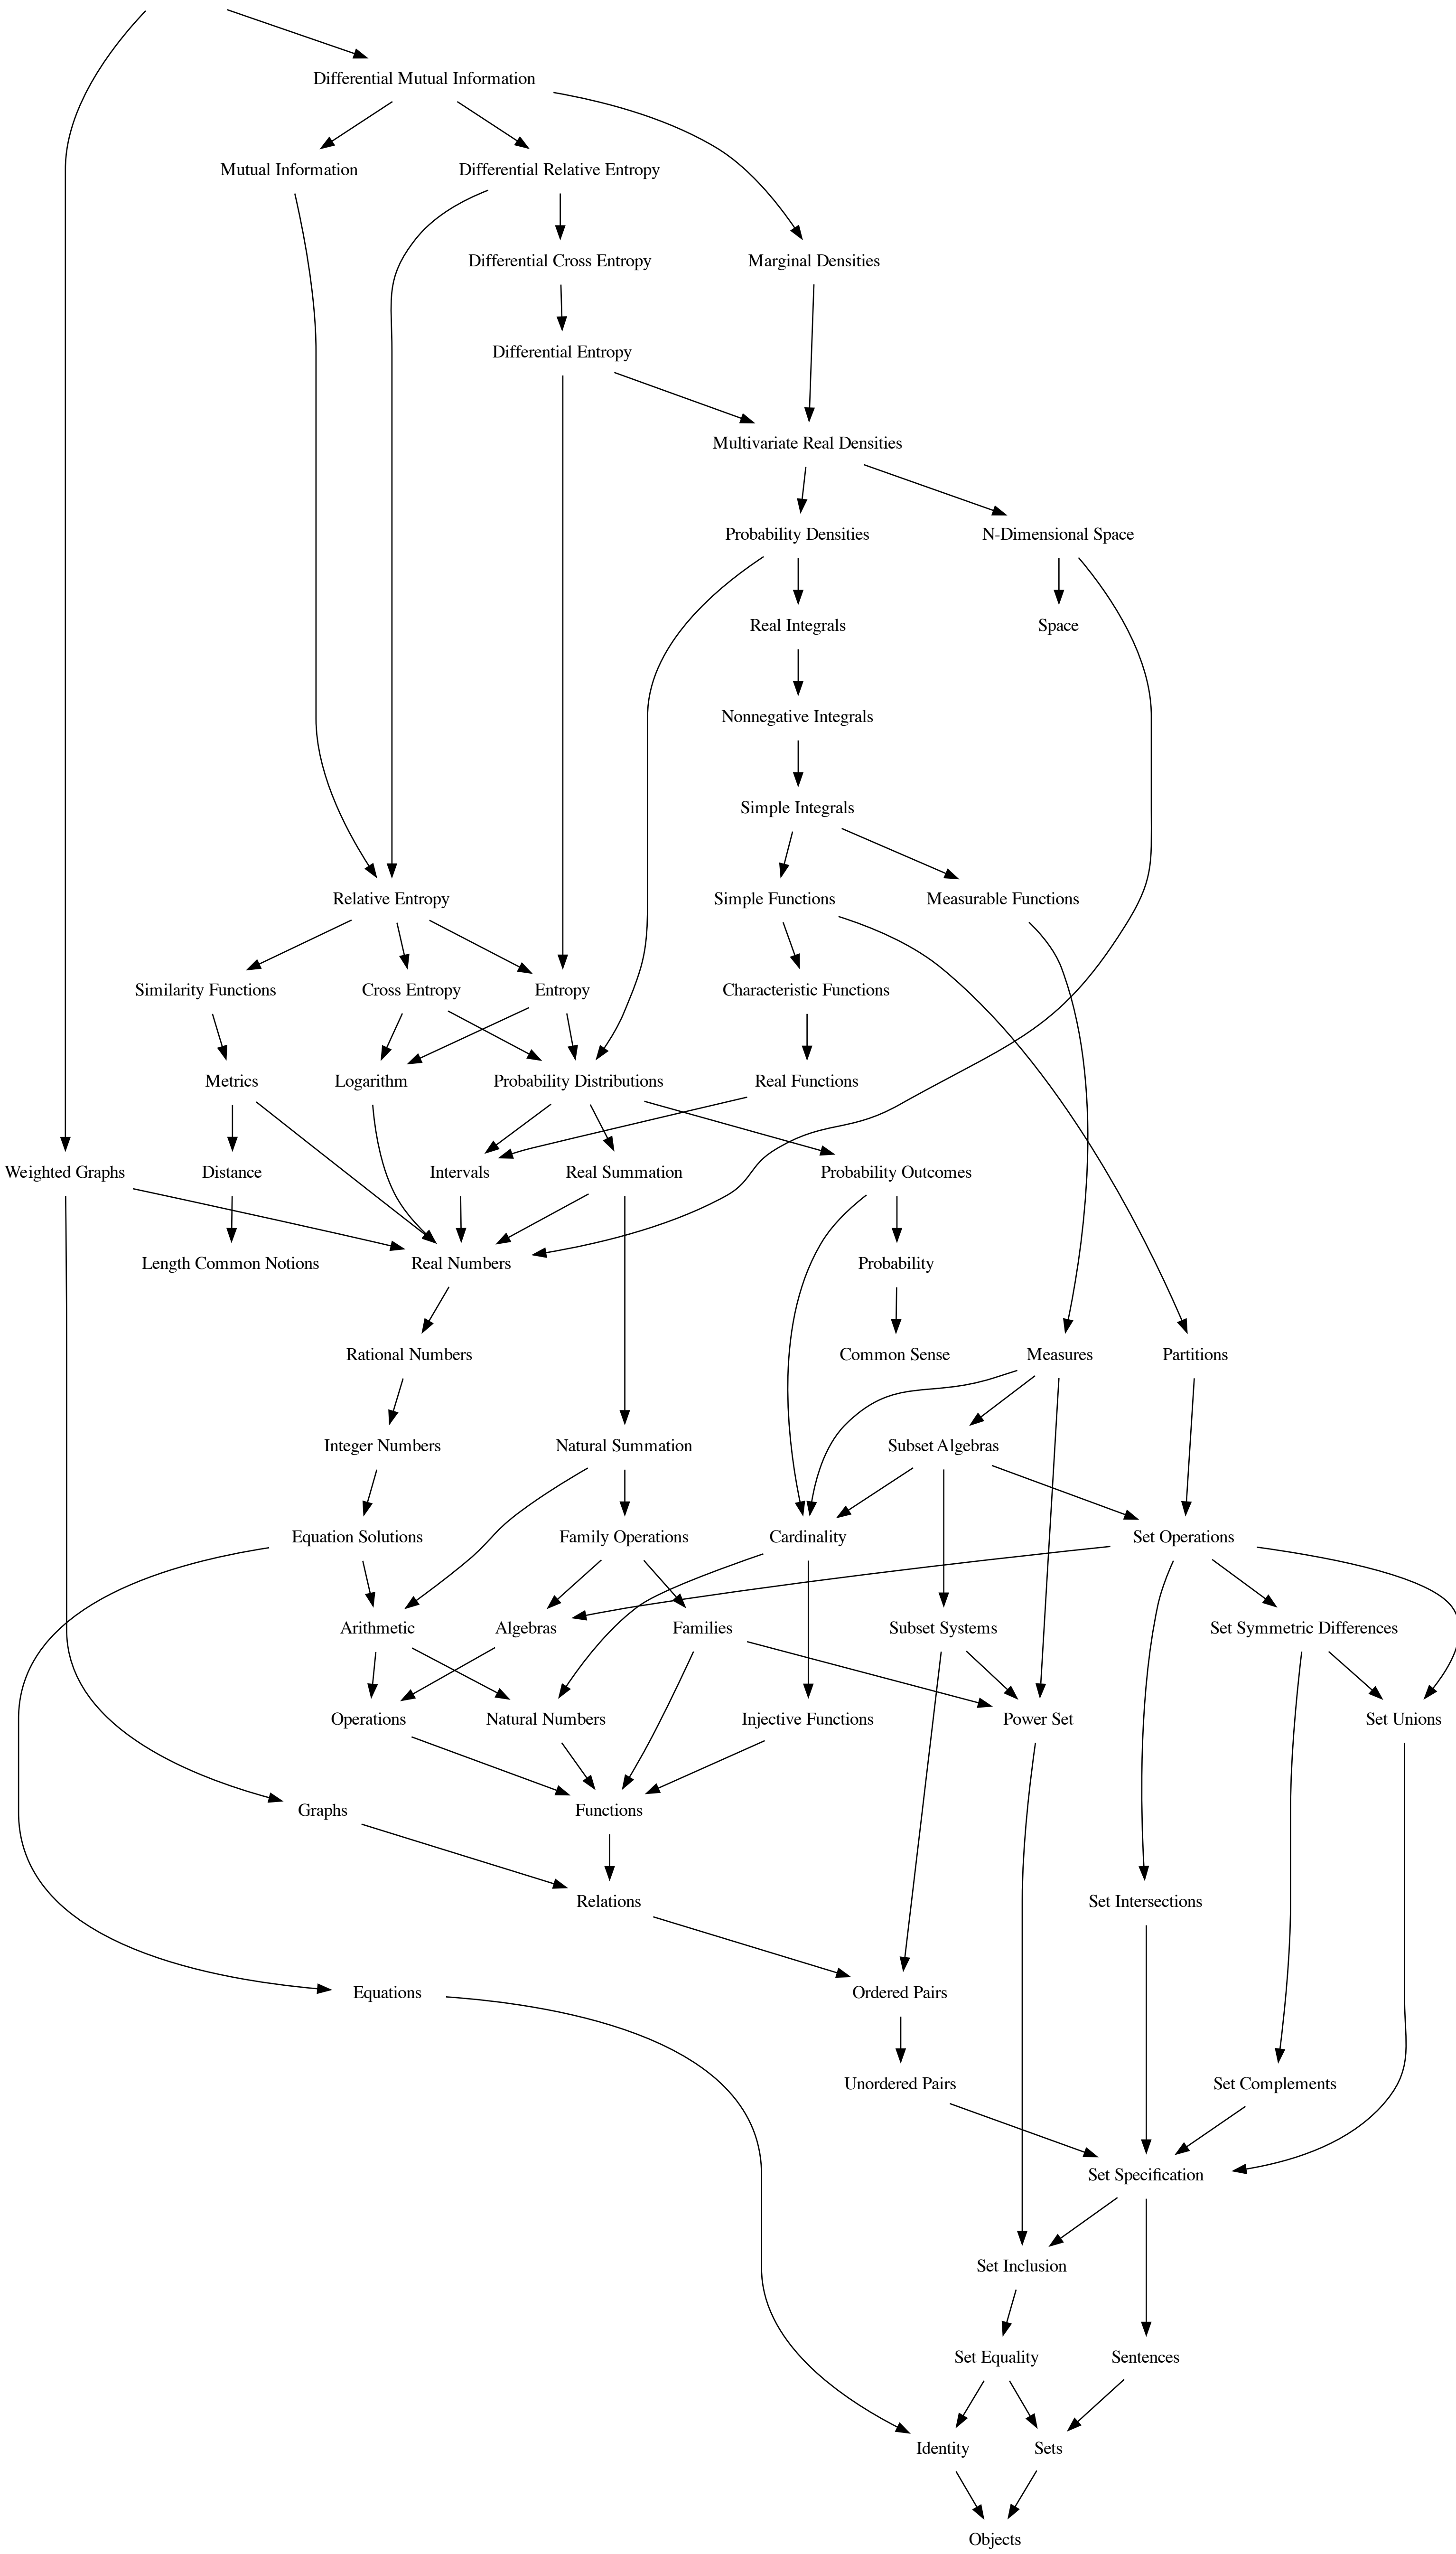 Differential Mutual Information
Mutual Information
Differential Relative Entropy
Differential Cross Entropy
Marginal Densities
Differential Entropy
Multivariate Real Densities
Probability Densities
N-Dimensional Space
Real Integrals
Space
Nonnegative Integrals
Simple Integrals
Relative Entropy
Simple Functions
Measurable Functions
Similarity Functions
Cross Entropy
Entropy
Characteristic Functions
Metrics
Logarithm
Probability Distributions
Real Functions
Weighted Graphs
Distance
Intervals
Real Summation
Probability Outcomes
Length Common Notions
Real Numbers
Probability
Rational Numbers
Common Sense
Measures
Partitions
Integer Numbers
Natural Summation
Subset Algebras
Equation Solutions
Family Operations
Cardinality
Set Operations
Arithmetic
Algebras
Families
Subset Systems
Set Symmetric Differences
Operations
Natural Numbers
Injective Functions
Power Set
Set Unions
Graphs
Functions
Relations
Set Intersections
Equations
Ordered Pairs
Unordered Pairs
Set Complements
Set Specification
Set Inclusion
Set Equality
Sentences
Identity
Sets
Objects